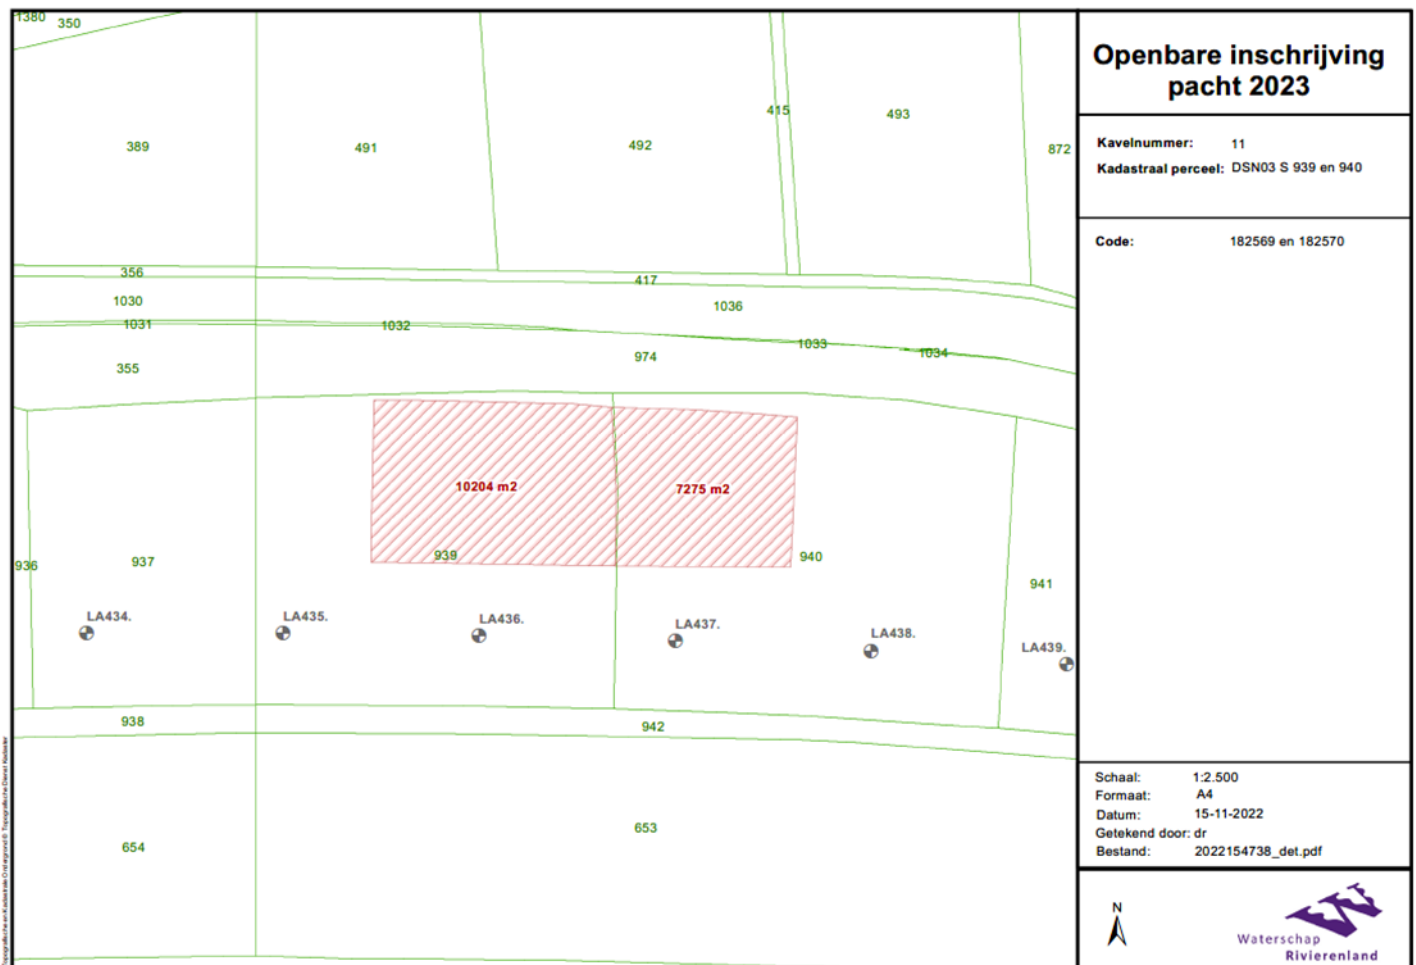 1380
350
389
491
492
415
493
872
356
417
1030
1036
1031
1032
1033
1034
974
355
10204 m2
7275 m2
939
940
936
937
941
LA434.
LA435.
LA436.
LA437.
LA438.
LA439.
938
942
653
654
Openbare inschrijving
pacht 2023
Kavelnummer: 11
Kadastraal perceel: DSN03 S 939 en 940
Code: 182569 en 182570
Schaal: 1:2.500
Formaat: A4
Datum: 15-11-2022
Getekend door: dr
Bestand: 2022154738_det.pdf
N
Waterschap
Rivierenland